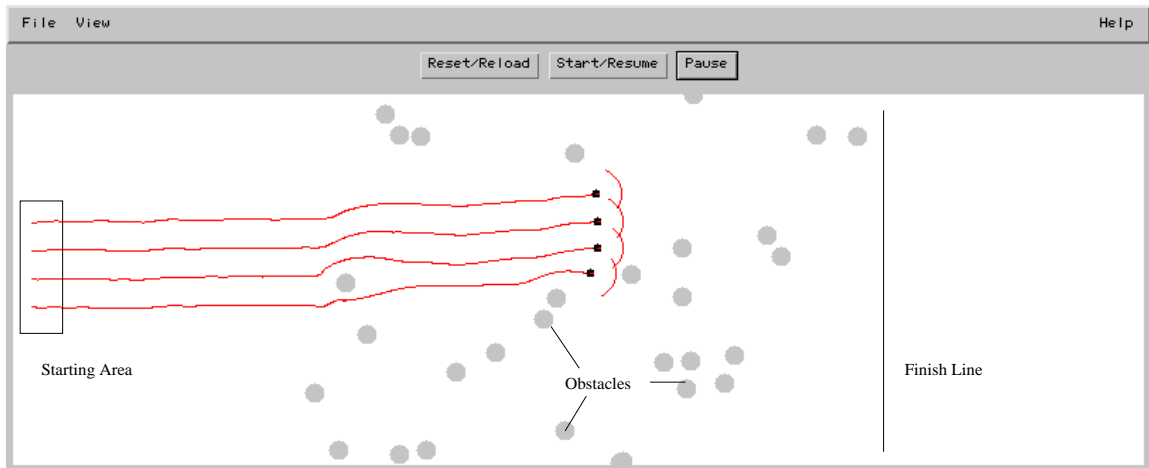 File View Help
Reset/Reload Start/Resume Pause
Starting Area
Obstacles
Finish Line